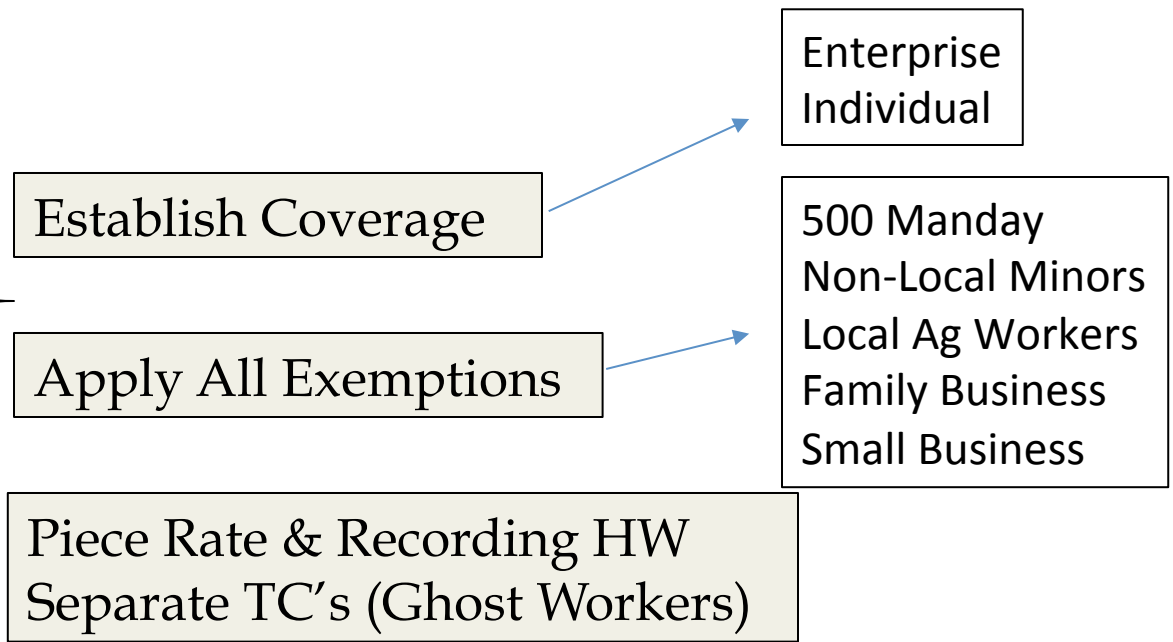 Enterprise
Individual
Establish Coverage
500 Manday
Non-Local Minors
Local Ag Workers
Family Business
Small Business
Apply All Exemptions
Piece Rate & Recording HW
Separate TC's (Ghost Workers)